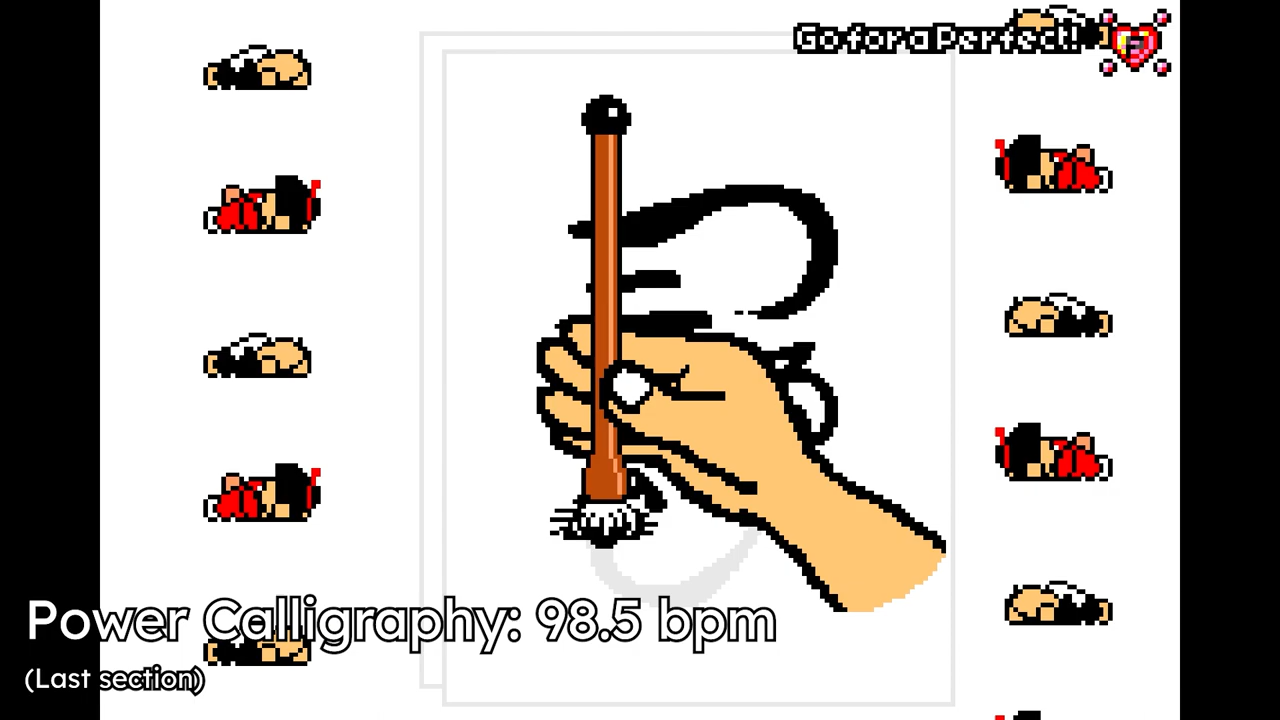 Go for a Perfect!
P
Power Calligraphy: 98.5 bpm
(Last section)